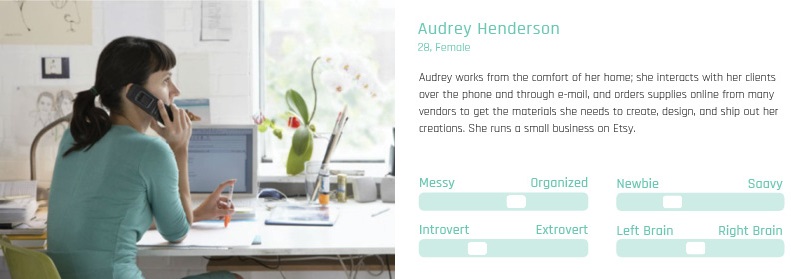 Audrey Henderson
28, Female
Audrey works from the comfort of her home; she interacts with her clients
over the phone and through e-mail, and orders supplies online from many
vendors to get the materials she needs to create, design, and ship out her
creations. She runs a small business on Etsy.
Messy Organized
Newbie Saavy
Introvert Extrovert
Left Brain Right Brain